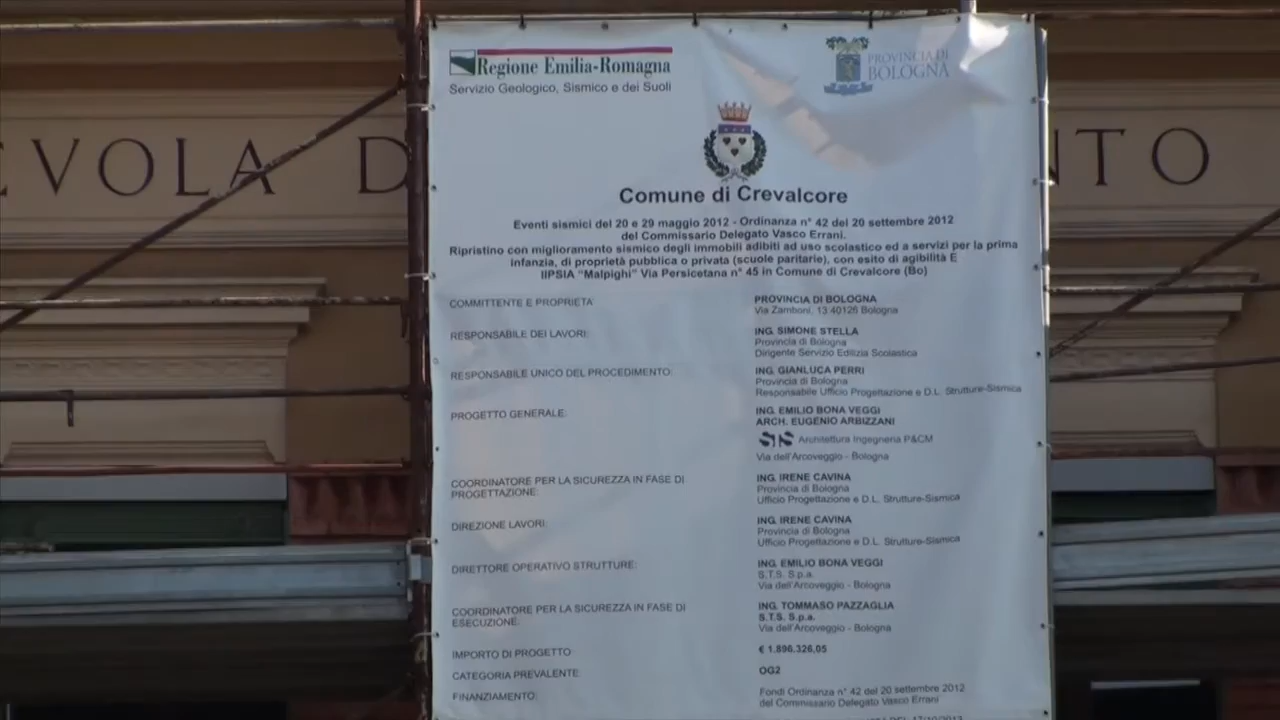 EVOLA D
NTO
Regione Emilia-Romagna
Servizio Geologico, Sismico e dei Suoli
PROVINCIA DI
BOLOGNA
Comune di Crevalcore
Eventi sismici del 20 e 29 maggio 2012 - Ordinanza n° 42 del 20 settembre 2012
del Commissario Delegato Vasco Errani.
Ripristino con miglioramento sismico degli immobili adibiti ad uso scolastico ed a servizi per la prima
infanzia, di proprietà pubblica o privata (scuole paritarie), con esito di agibilità E
IIPSIA "Malpighi" Via Persicetana n° 45 in Comune di Crevalcore (Bo)
COMMITTENTE E PROPRIETA'
PROVINCIA DI BOLOGNA
Via Zamboni, 13 40126 Bologna
RESPONSABILE DEI LAVORI:
ING. SIMONE STELLA
Provincia di Bologna
Dirigente Servizio Edilizia Scolastica
RESPONSABILE UNICO DEL PROCEDIMENTO:
ING. GIANLUCA PERRI
Provincia di Bologna
Responsabile Ufficio Progettazione e D.L. Strutture-Sismica
PROGETTO GENERALE:
ING. EMILIO BONA VEGGI
ARCH. EUGENIO ARBIZZANI
STS Architettura Ingegneria P&CM
Via dell'Arcoveggio - Bologna
COORDINATORE PER LA SICUREZZA IN FASE DI
PROGETTAZIONE:
ING. IRENE CAVINA
Provincia di Bologna
Ufficio Progettazione e D.L. Strutture-Sismica
DIREZIONE LAVORI:
ING. IRENE CAVINA
Provincia di Bologna
Ufficio Progettazione e D.L. Strutture-Sismica
DIRETTORE OPERATIVO STRUTTURE:
ING. EMILIO BONA VEGGI
S.T.S. S.p.a.
Via dell'Arcoveggio - Bologna
COORDINATORE PER LA SICUREZZA IN FASE DI
ESECUZIONE:
ING. TOMMASO PAZZAGLIA
S.T.S. S.p.a.
Via dell'Arcoveggio - Bologna
IMPORTO DI PROGETTO:
€ 1.896.326,05
CATEGORIA PREVALENTE:
OG2
FINANZIAMENTO:
Fondi Ordinanza n° 42 del 20 settembre 2012
del Commissario Delegato Vasco Errani